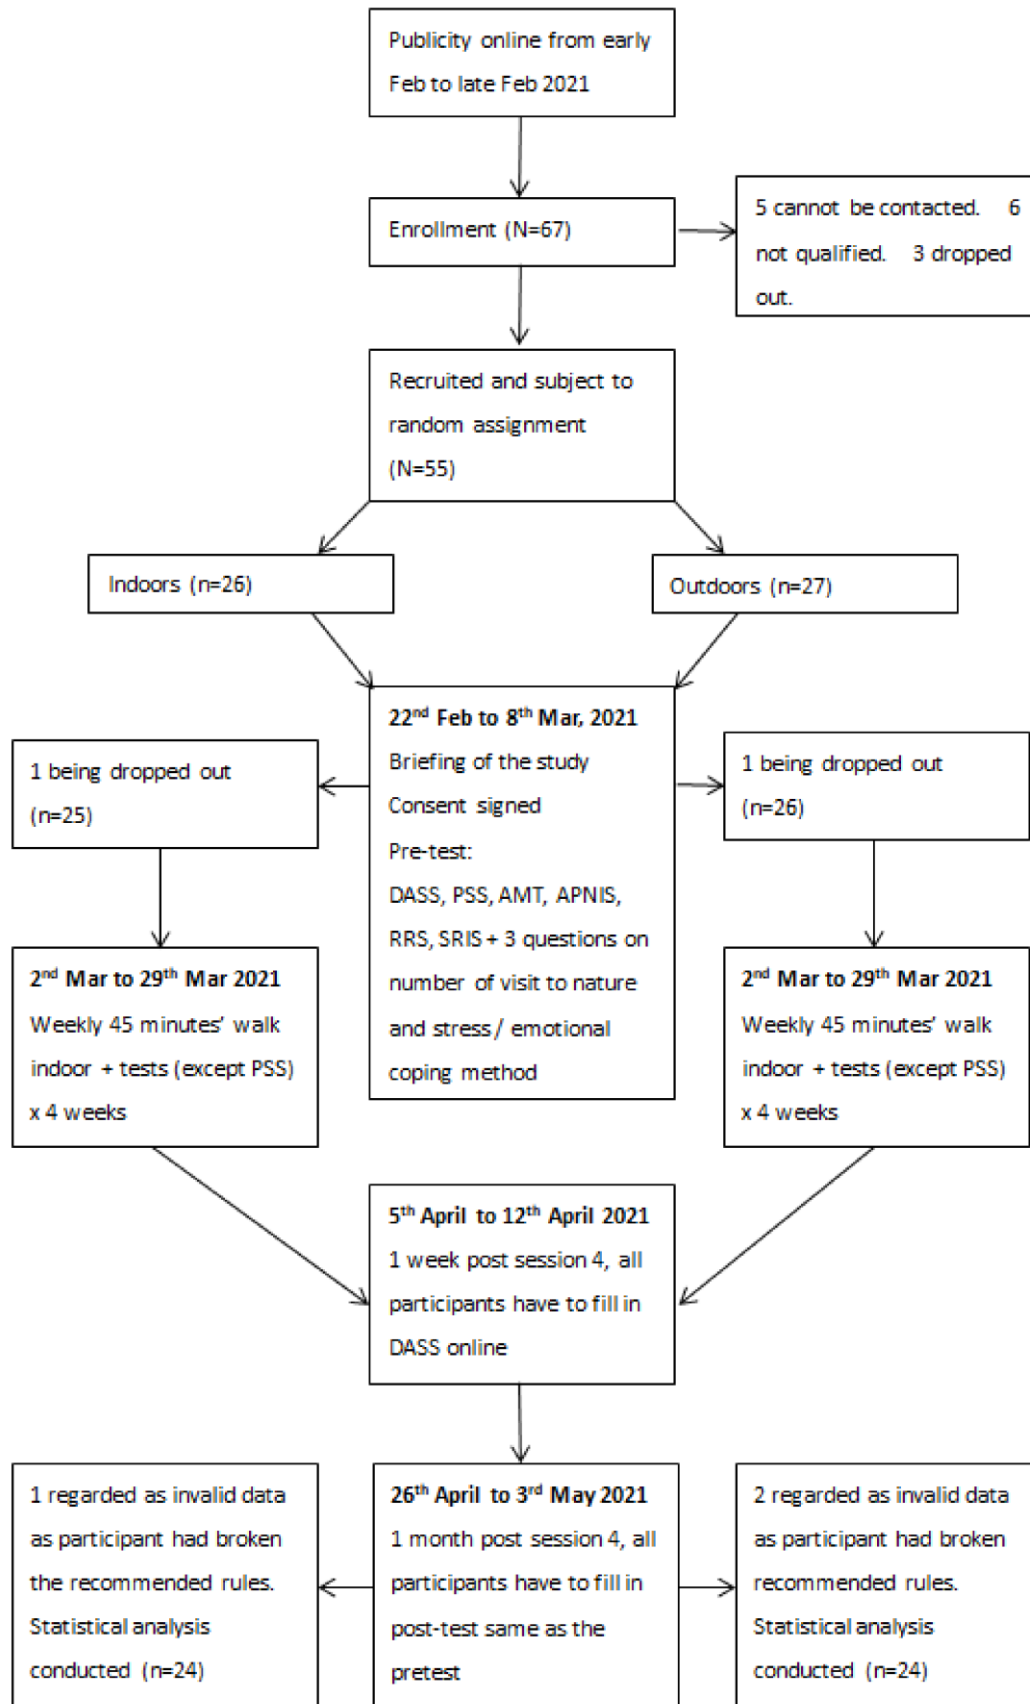 Publicity online from early
Feb to late Feb 2021
Enrollment (N=67)
5 cannot be contacted. 6
not qualified. 3 dropped
out.
Recruited and subject to
random assignment
(N=55)
Indoors (n=26)
Outdoors (n=27)
22nd Feb to 8th Mar, 2021
Briefing of the study
Consent signed
Pre-test:
DASS, PSS, AMT, APNIS,
RRS, SRIS + 3 questions on
number of visit to nature
and stress / emotional
coping method
1 being dropped out
(n=25)
1 being dropped out
(n=26)
2nd Mar to 29th Mar 2021
Weekly 45 minutes’ walk
indoor + tests (except PSS)
x 4 weeks
2nd Mar to 29th Mar 2021
Weekly 45 minutes’ walk
indoor + tests (except PSS)
x 4 weeks
5th April to 12th April 2021
1 week post session 4, all
participants have to fill in
DASS online
1 regarded as invalid data
as participant had broken
the recommended rules.
Statistical analysis
conducted (n=24)
26th April to 3rd May 2021
1 month post session 4, all
participants have to fill in
post-test same as the
pretest
2 regarded as invalid data
as participant had broken
recommended rules.
Statistical analysis
conducted (n=24)